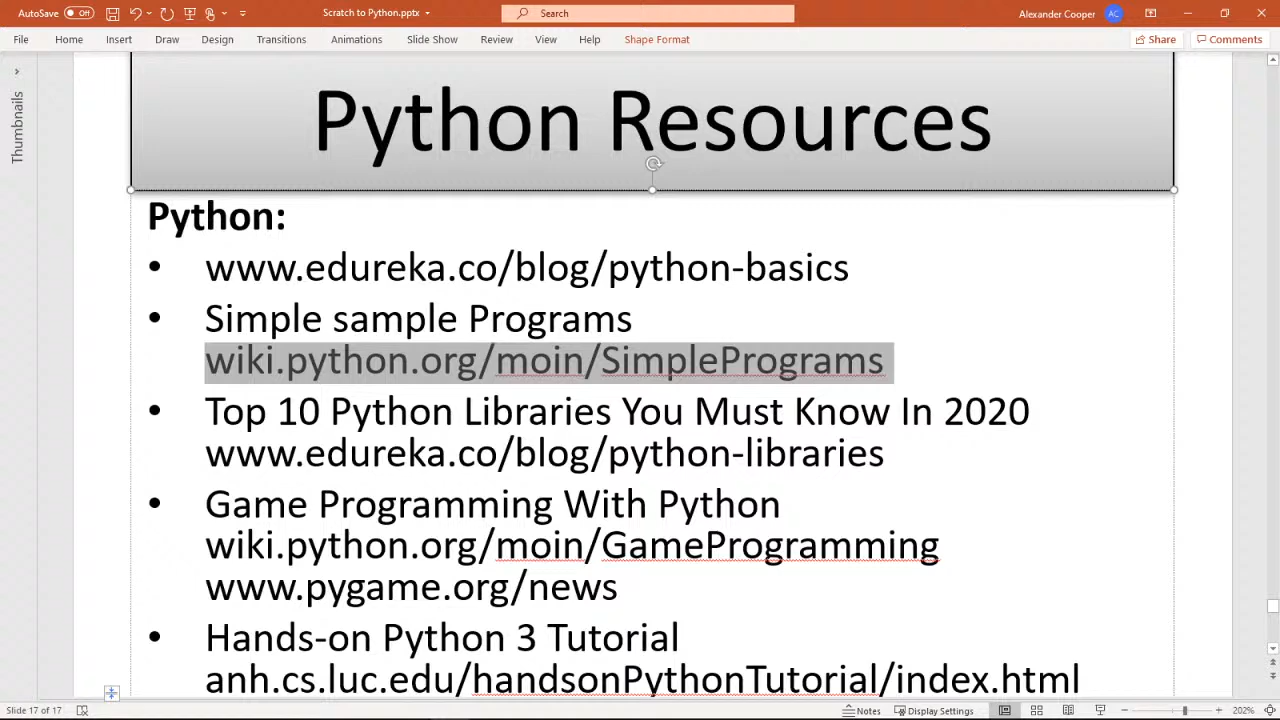 AutoSave Off Scratch to Python.pptx Search Alexander Cooper AC
File Home Insert Draw Design Transitions Animations Slide Show Review View Help Shape Format Share Comments
Thumbnails
Python Resources
Python:
• www.edureka.co/blog/python-basics
• Simple sample Programs
wiki.python.org/moin/SimplePrograms
• Top 10 Python Libraries You Must Know In 2020
www.edureka.co/blog/python-libraries
• Game Programming With Python
wiki.python.org/moin/GameProgramming
www.pygame.org/news
• Hands-on Python 3 Tutorial
anh.cs.luc.edu/handsonPythonTutorial/index.html
Slide 17 of 17 Notes Display Settings 202%